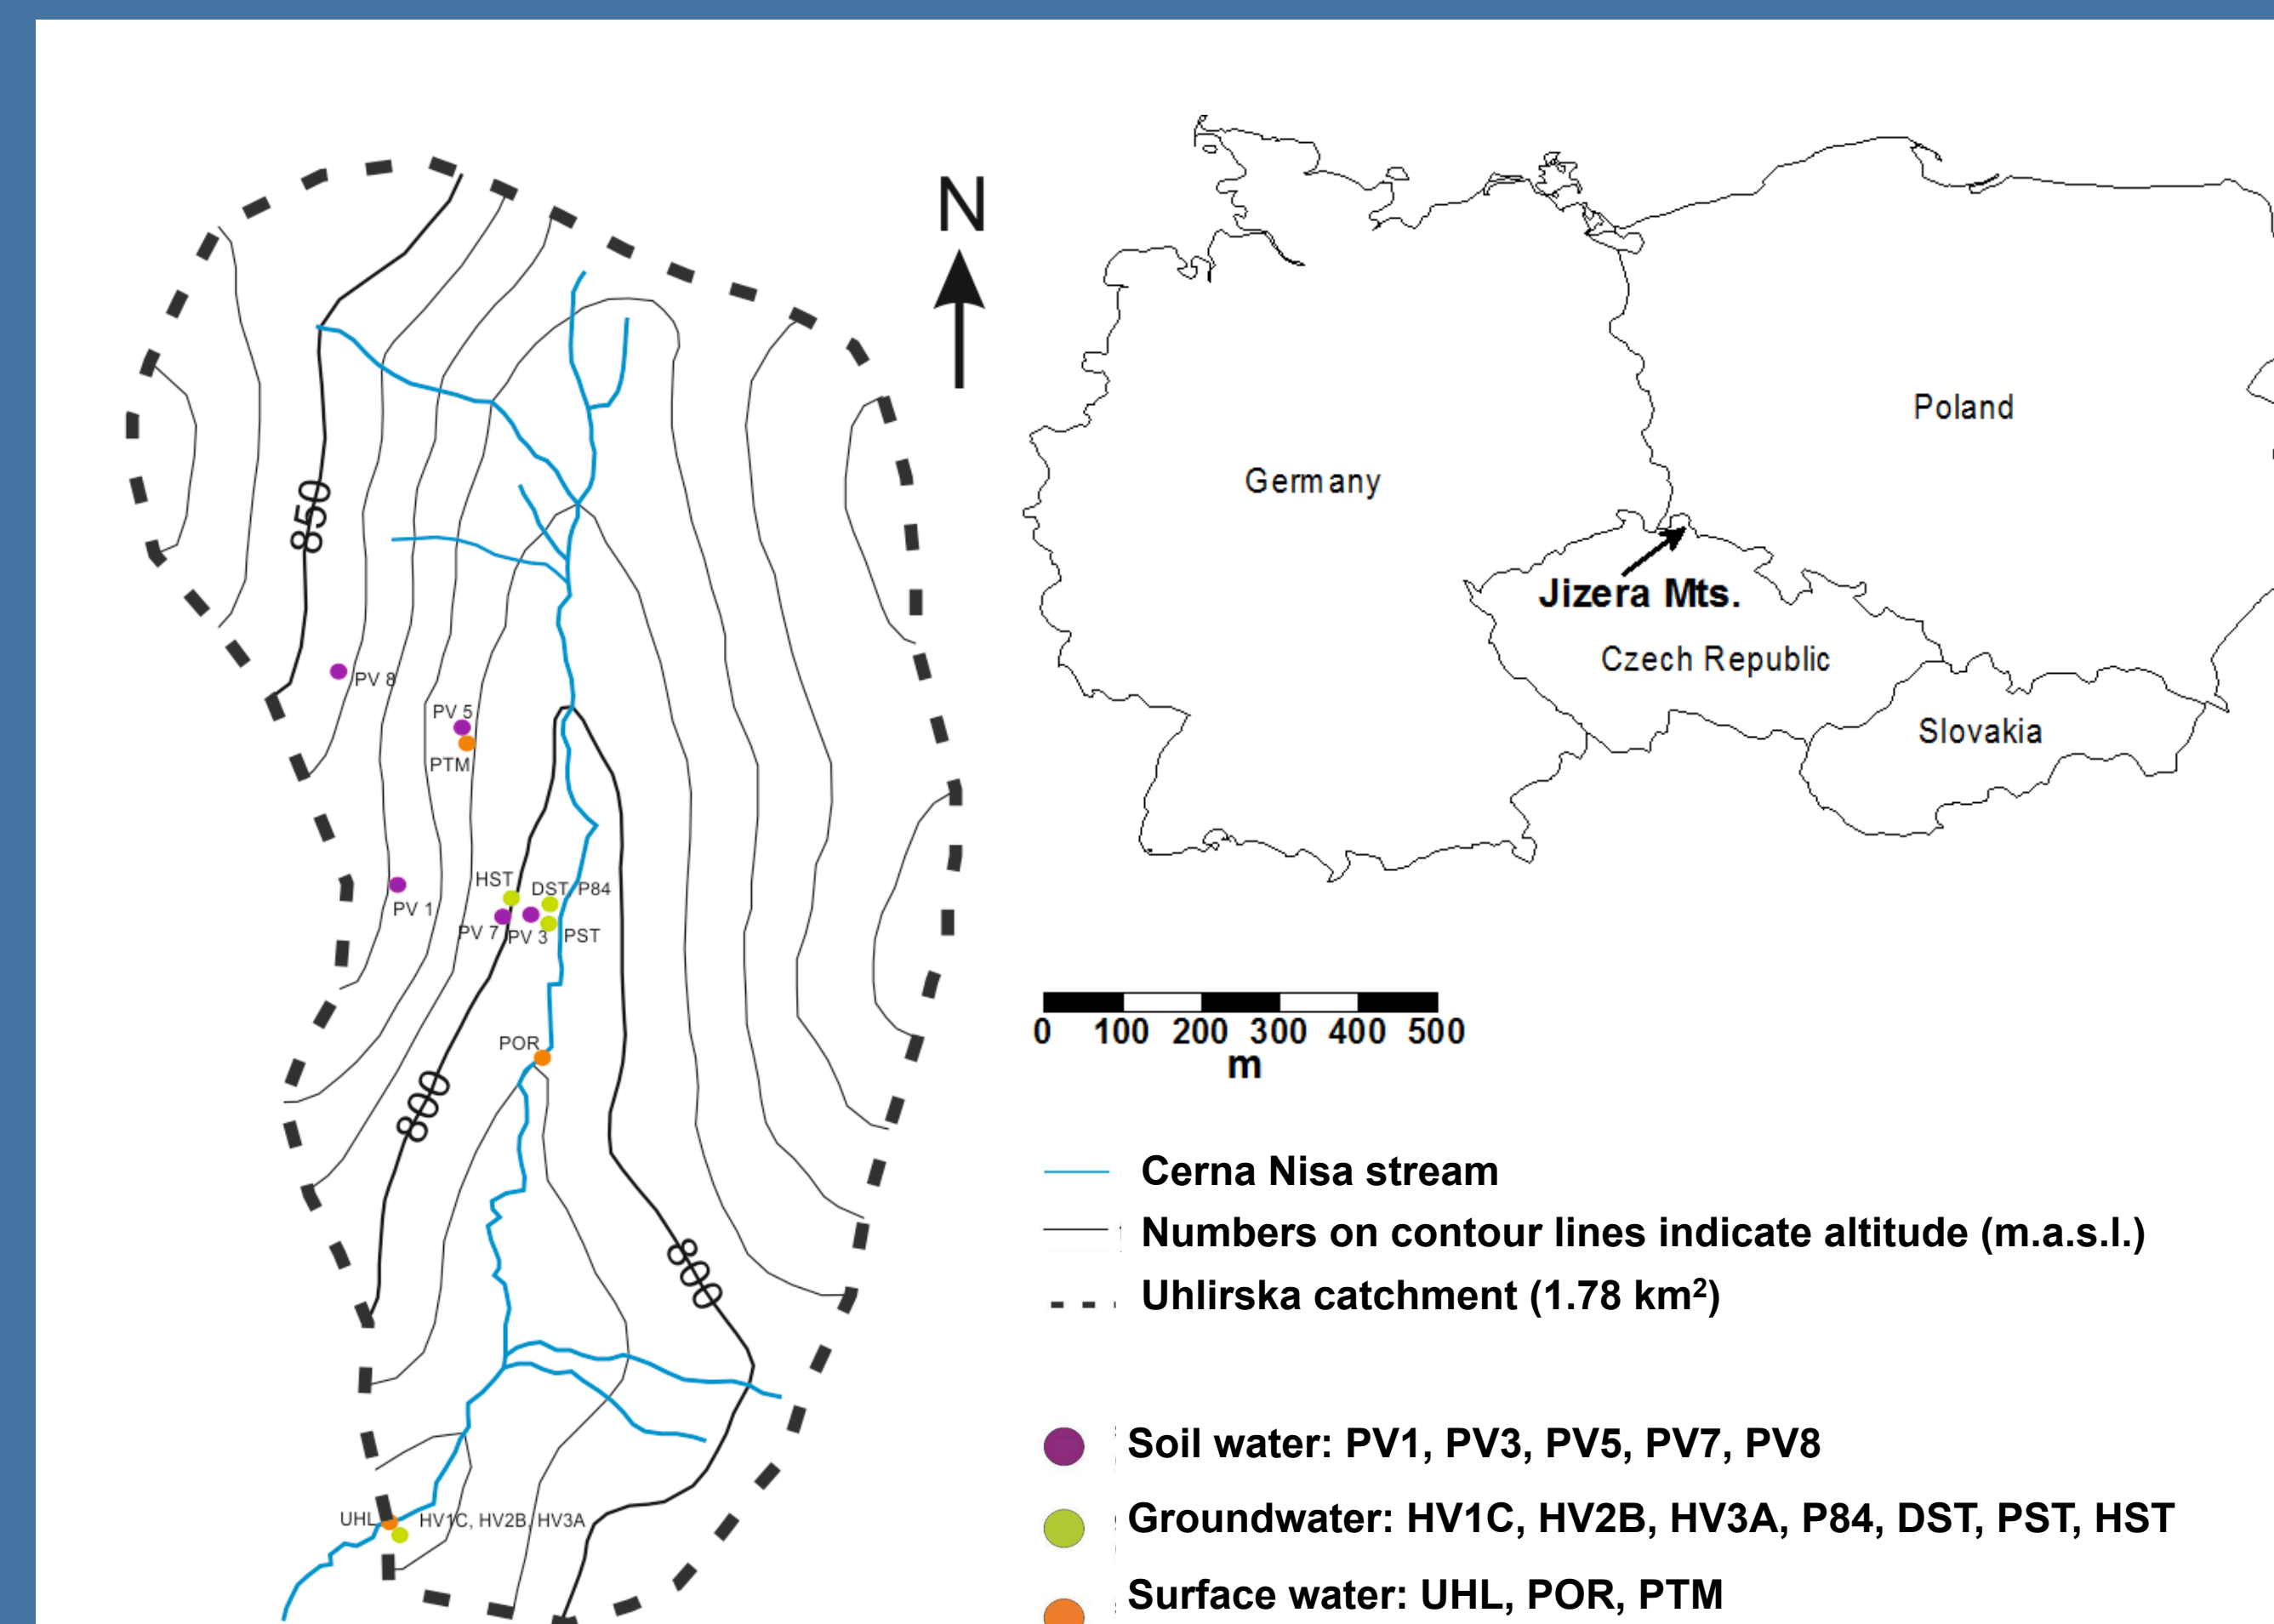 N
850
PV 8
PV 5
PTM
HST
DST, P84
PV 1
PV 7
PV 3
PST
POR
800
800
UHL
HV1C, HV2B, HV3A
Germany
Poland
Jizera Mts.
Czech Republic
Slovakia
0 100 200 300 400 500
m
Cerna Nisa stream
Numbers on contour lines indicate altitude (m.a.s.l.)
Uhlirska catchment (1.78 km²)
Soil water: PV1, PV3, PV5, PV7, PV8
Groundwater: HV1C, HV2B, HV3A, P84, DST, PST, HST
Surface water: UHL, POR, PTM